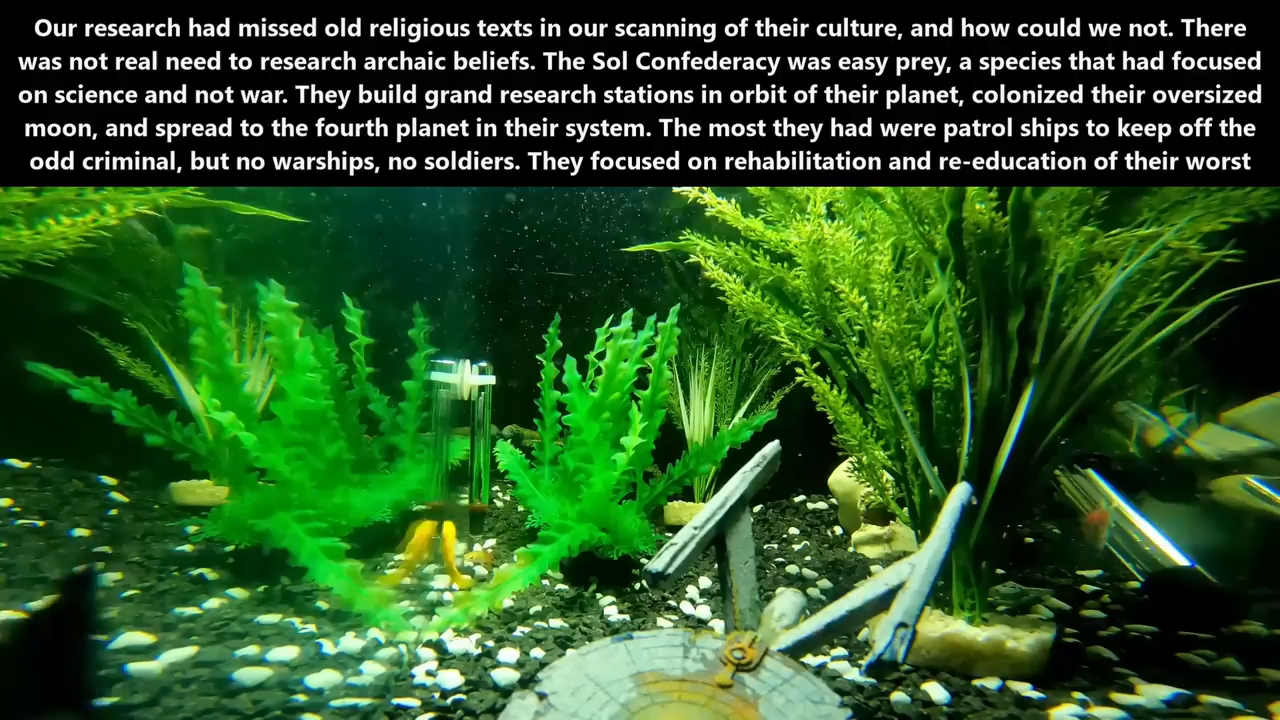 Our research had missed old religious texts in our scanning of their culture, and how could we not. There
was not real need to research archaic beliefs. The Sol Confederacy was easy prey, a species that had focused
on science and not war. They build grand research stations in orbit of their planet, colonized their oversized
moon, and spread to the fourth planet in their system. The most they had were patrol ships to keep off the
odd criminal, but no warships, no soldiers. They focused on rehabilitation and re-education of their worst